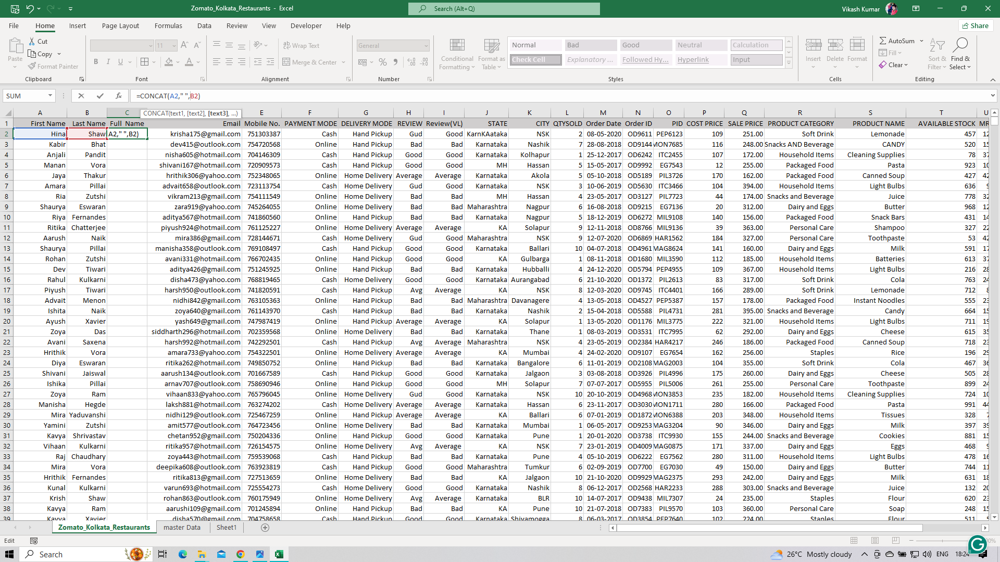 Zomato_Kolkata_Restaurants - Excel
Search (Alt+Q)
Vikash Kumar
File Home Insert Page Layout Formulas Data Review View Developer Help
Share
Paste
Cut
Copy
Format Painter
Clipboard
11
B I U
Font
Wrap Text
Merge & Center
Alignment
General
Number
Conditional Formatting
Format as Table
Normal Bad Good Neutral Calculation
Check Cell Explanatory ... Followed Hy... Hyperlink Input
Styles
Insert Delete Format
Cells
AutoSum
Fill
Clear
Sort & Filter
Find & Select
Editing
SUM
=CONCAT(A2," ",B2)
CONCAT(text1, [text2], [text3], ...)
A B C E F G H I J K L M N O P Q R S T U
1 First Name Last Name Full Name Email Mobile No. PAYMENT MODE DELIVERY MODE REVIEW Review(VL) STATE CITY QTYSOLD Order Date Order ID PID COST PRICE SALE PRICE PRODUCT CATEGORY PRODUCT NAME AVAILABLE STOCK MR
2 Hina Shaw A2," ",B2) krisha175@gmail.com 751303387 Cash Hand Pickup Gud Good KarnKAataka NSK 2 08-05-2020 OD9611 PEP6123 109 251.00 Soft Drink Lemonade 457 12
3 Kabir Bhat dev415@outlook.com 754720568 Online Hand Pickup Bad Bad Karnataka Nashik 7 28-08-2018 OD9144 MON7685 116 248.00 Snacks AND Beverage CANDY 520 15
4 Anjali Pandit nisha605@hotmail.com 704146309 Cash Hand Pickup Good Good Karnataka Kolhapur 1 25-12-2017 OD6242 ITC2455 107 172.00 Household Items Cleaning Supplies 78 37
5 Manan Vora shivani167@hotmail.com 720909573 Cash Hand Pickup Good Good MH Hassan 5 15-05-2017 OD9992 EG7543 12 255.00 Packaged Food Pasta 923 10
6 Jaya Thakur hrithik306@yahoo.com 752348065 Online Home Delivery Average Average Karnataka Akola 5 05-10-2018 OD5189 PIL3726 170 162.00 Packaged Food Canned Soup 427 42
7 Amara Pillai advait658@outlook.com 723113754 Cash Home Delivery Gud Good Karnataka NSK 3 10-06-2019 OD5630 ITC3466 104 394.00 Household Items Light Bulbs 636 9
8 Ria Zutshi vikram213@gmail.com 754111549 Online Home Delivery Bad Bad MH Hassan 4 23-05-2017 OD3127 PIL7723 44 174.00 Snacks and Beverage Juice 778 32
9 Shaurya Eswaran zara919@yahoo.com 745264055 Online Home Delivery Bad Bad Maharashtra Nagpur 6 16-08-2018 OD9215 EG7136 20 312.00 Dairy and Eggs Butter 968 12
10 Riya Fernandes aditya567@hotmail.com 741860560 Online Hand Pickup Bad Bad Karnataka Nagpur 5 18-12-2019 OD6272 MIL9108 140 156.00 Packaged Food Snack Bars 431 14
11 Ritika Chatterjee piyush924@hotmail.com 761125227 Online Home Delivery Average Average KA Solapur 9 12-11-2018 OD8766 MIL9136 39 363.00 Personal Care Shampoo 327 22
12 Aarush Naik mira386@gmail.com 728144671 Cash Home Delivery Gud Good Maharashtra NSK 9 12-07-2020 OD6869 HAR1562 184 327.00 Personal Care Toothpaste 53 42
13 Shaurya Pillai manisha358@outlook.com 769108497 Cash Hand Pickup Good Good Karnataka Ballari 10 04-07-2018 OD4961 MAG8624 141 160.00 Dairy and Eggs Milk 591 17
14 Rohan Zutshi avani331@hotmail.com 766702435 Online Hand Pickup Good Good KA Gulbarga 1 08-11-2018 OD1680 MIL3590 112 185.00 Household Items Batteries 613 37
15 Dev Tiwari aditya426@gmail.com 751245925 Online Hand Pickup Bad Bad Karnataka Hubballi 4 24-12-2020 OD5794 PEP4955 109 367.00 Household Items Light Bulbs 216 28
16 Rahul Kulkarni disha473@yahoo.com 768819465 Cash Home Delivery Good Good Karnataka Aurangabad 6 21-10-2020 OD1372 PIL2613 83 317.00 Soft Drink Cola 763 24
17 Piyush Tiwari harsh950@outlook.com 741820591 Cash Hand Pickup Avg Average KA NSK 8 12-03-2020 OD9745 ITC4401 166 289.00 Soft Drink Lemonade 712 8
18 Advait Menon nidhi842@gmail.com 763105363 Online Hand Pickup Bad Bad Maharashtra Davanagere 4 13-05-2018 OD4527 PEP5387 157 178.00 Packaged Food Instant Noodles 555 23
19 Ishita Naik zoya640@gmail.com 761143970 Cash Hand Pickup Bad Bad Karnataka Nashik 2 15-04-2018 OD5588 PIL4731 281 395.00 Snacks and Beverage Candy 664 15
20 Ayush Xavier yash649@gmail.com 747987419 Online Hand Pickup Average Average KA Solapur 1 13-05-2020 OD1176 MIL3775 222 321.00 Household Items Light Bulbs 711 19
21 Zoya Das siddharth296@hotmail.com 702359568 Online Home Delivery Bad Bad Karnataka Thane 1 08-03-2019 OD3531 ITC7995 62 292.00 Dairy and Eggs Cheese 615 35
22 Avani Saxena harsh992@hotmail.com 742292501 Cash Hand Pickup Avg Average Maharashtra NSK 4 23-05-2019 OD2384 HAR4217 246 186.00 Packaged Food Canned Soup 718 23
23 Hrithik Vora amara733@yahoo.com 754322501 Online Home Delivery Average Average KA Mumbai 4 24-02-2020 OD9107 EG7654 162 256.00 Staples Rice 196 29
24 Diya Eswaran ritika262@hotmail.com 749850752 Online Hand Pickup Bad Bad Karnataka Bangalore 6 11-01-2019 OD2108 MAG2003 104 355.00 Soft Drink Cola 467 36
25 Shivani Jaiswal aarush134@outlook.com 701667589 Cash Hand Pickup Good Good Karnataka Jalgaon 3 03-08-2018 OD3926 PIL4996 175 260.00 Dairy and Eggs Cheese 505 28
26 Ishika Pillai arnav707@outlook.com 758690946 Cash Hand Pickup Good Good MH Solapur 7 07-07-2017 OD5955 PIL5006 261 255.00 Personal Care Toothpaste 899 24
27 Zoya Ram vihaan833@yahoo.com 765796045 Online Hand Pickup Gud Good Karnataka NSK 10 20-10-2019 OD4968 MON3853 235 182.00 Household Items Cleaning Supplies 724 10
28 Manisha Hegde laksh881@hotmail.com 763274202 Cash Home Delivery Average Average Karnataka Hassan 6 23-11-2017 OD3030 MON1711 280 166.00 Packaged Food Pasta 991 44
29 Mira Yaduvanshi nidhi129@outlook.com 725467259 Online Hand Pickup Average Average KA Ballari 6 07-01-2019 OD1872 MON6388 203 348.00 Household Items Tissues 328 7
30 Yamini Zutshi amit577@outlook.com 764723456 Online Hand Pickup Bad Bad Karnataka Mumbai 1 06-05-2017 OD9253 MAG3204 90 346.00 Dairy and Eggs Milk 397 39
31 Kavya Shrivastav chetan952@gmail.com 750204336 Online Hand Pickup Good Good Karnataka Pune 1 20-01-2020 OD3738 ITC9930 155 244.00 Snacks and Beverage Cookies 881 15
32 Vihaan Kulkarni ritika957@hotmail.com 726154575 Online Home Delivery Avg Average KA NSK 7 23-01-2019 OD4009 MAG0875 171 337.00 Dairy and Eggs Eggs 468 9
33 Raj Chaudhary zoya443@hotmail.com 759539068 Cash Hand Pickup Bad Bad Karnataka Pune 4 05-10-2019 OD6222 EG7562 280 311.00 Household Items Light Bulbs 478 16
34 Mira Vora deepika608@outlook.com 763923819 Cash Hand Pickup Good Good Maharashtra Tumkur 6 02-09-2019 OD7700 EG7030 49 150.00 Dairy and Eggs Butter 744 11
35 Hrithik Fernandes ritika813@gmail.com 727513659 Online Home Delivery Bad Bad KA Jalgaon 10 21-10-2020 OD9929 MAG2375 293 242.00 Dairy and Eggs Milk 631 18
36 Kunal Kulkarni varun693@hotmail.com 725554273 Cash Home Delivery Good Good Karnataka Nashik 8 06-12-2017 OD2568 HAR2233 288 303.00 Snacks and Beverage Juice 132 20
37 Krish Shaw rohan863@outlook.com 760175949 Online Home Delivery Avg Average Karnataka BLR 10 14-07-2017 OD9438 MIL7307 24 235.00 Staples Flour 620 23
38 Kavya Ram aarushi109@gmail.com 701245894 Online Hand Pickup Bad Bad KA Pune 10 21-07-2018 OD7383 PIL9570 103 360.00 Personal Care Soap 248 15
39 Kavya Xavier disha570@gmail.com 704758658 Cash Hand Pickup Good Good Karnataka Shivamogga 8 06-03-2017 OD3854 PEP7640 102 224.00 Staples Flour 511
Zomato_Kolkata_Restaurants master Data Sheet1
Edit
Search
26°C Mostly cloudy
ENG
18:24